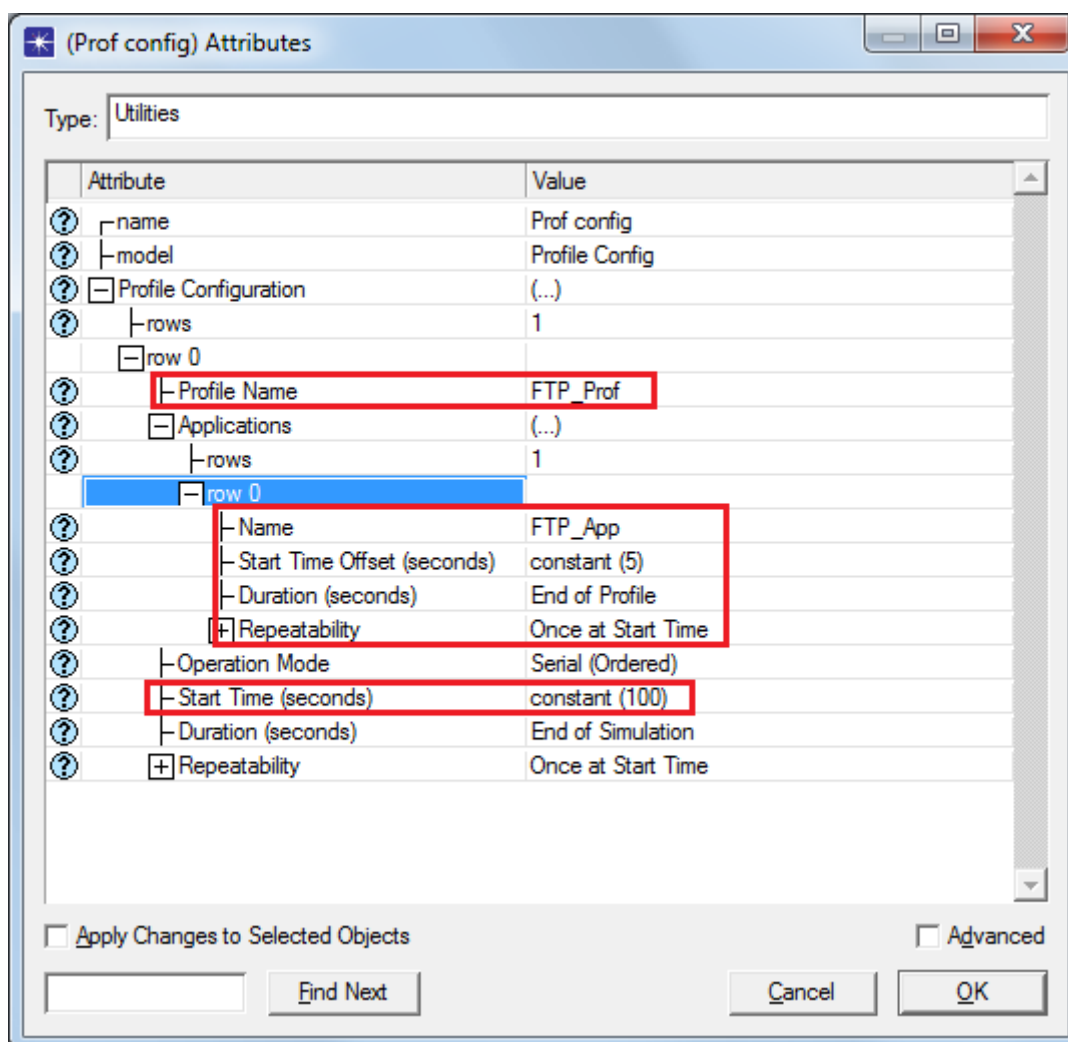 (Prof config) Attributes
Type: Utilities
Attribute Value
name Prof config
model Profile Config
Profile Configuration (...)
rows 1
row 0
Profile Name FTP_Prof
Applications (...)
rows 1
row 0
Name FTP_App
Start Time Offset (seconds) constant (5)
Duration (seconds) End of Profile
Repeatability Once at Start Time
Operation Mode Serial (Ordered)
Start Time (seconds) constant (100)
Duration (seconds) End of Simulation
Repeatability Once at Start Time
Apply Changes to Selected Objects Advanced
Find Next Cancel OK